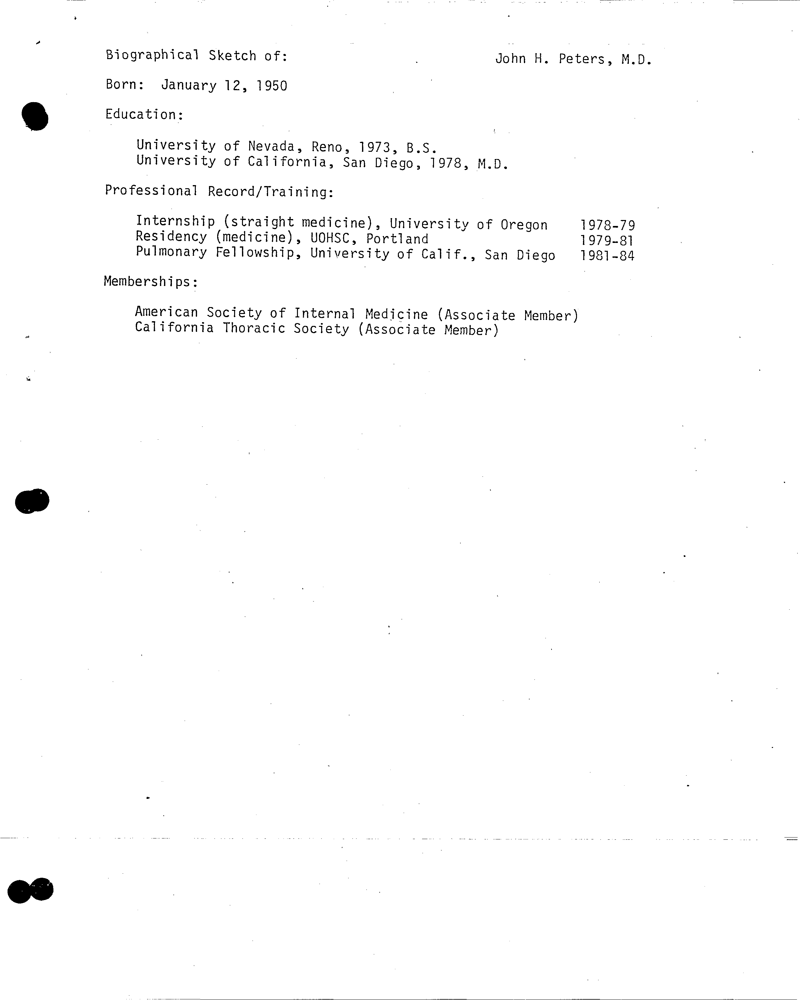 Biographical Sketch of: John H. Peters, M.D.
Born: January 12, 1950
Education:
University of Nevada, Reno, 1973, B.S.
University of California, San Diego, 1978, M.D.
Professional Record/Training:
Internship (straight medicine), University of Oregon 1978-79
Residency (medicine), UOHSC, Portland 1979-81
Pulmonary Fellowship, University of Calif., San Diego 1981-84
Memberships:
American Society of Internal Medicine (Associate Member)
California Thoracic Society (Associate Member)